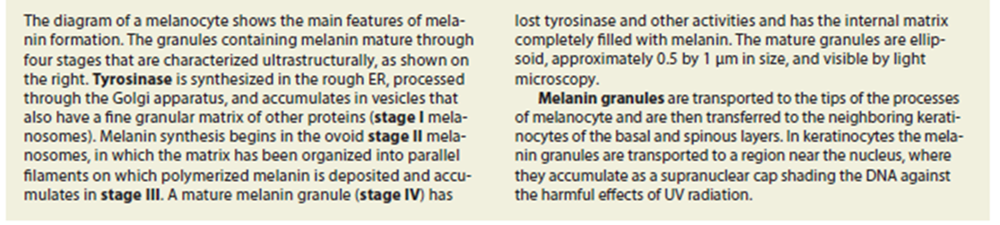 The diagram of a melanocyte shows the main features of mela-
nin formation. The granules containing melanin mature through
four stages that are characterized ultrastructurally, as shown on
the right. Tyrosinase is synthesized in the rough ER, processed
through the Golgi apparatus, and accumulates in vesicles that
also have a fine granular matrix of other proteins (stage I mela-
nosomes). Melanin synthesis begins in the ovoid stage II mela-
nosomes, in which the matrix has been organized into parallel
filaments on which polymerized melanin is deposited and accu-
mulates in stage III. A mature melanin granule (stage IV) has
lost tyrosinase and other activities and has the internal matrix
completely filled with melanin. The mature granules are ellip-
soid, approximately 0.5 by 1 μm in size, and visible by light
microscopy.
Melanin granules are transported to the tips of the processes
of melanocyte and are then transferred to the neighboring kerati-
nocytes of the basal and spinous layers. In keratinocytes the mela-
nin granules are transported to a region near the nucleus, where
they accumulate as a supranuclear cap shading the DNA against
the harmful effects of UV radiation.